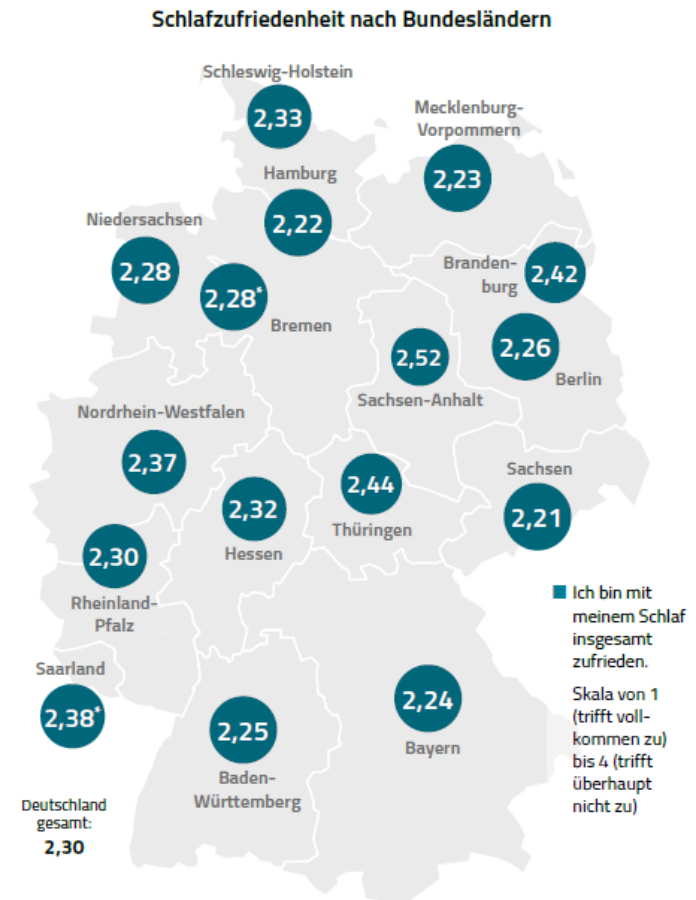 Schlafzufriedenheit nach Bundesländern
Schleswig-Holstein
2,33
Mecklenburg-
Vorpommern
2,23
Hamburg
2,22
Niedersachsen
2,28
2,28*
Bremen
Branden-
burg
2,42
2,26
Berlin
2,52
Sachsen-Anhalt
Nordrhein-Westfalen
2,37
2,32
Hessen
2,44
Thüringen
Sachsen
2,21
2,30
Rheinland-
Pfalz
Saarland
2,38*
2,25
Baden-
Württemberg
2,24
Bayern
Ich bin mit
meinem Schlaf
insgesamt
zufrieden.
Skala von 1
(trifft voll-
kommen zu)
bis 4 (trifft
überhaupt
nicht zu)
Deutschland
gesamt:
2,30